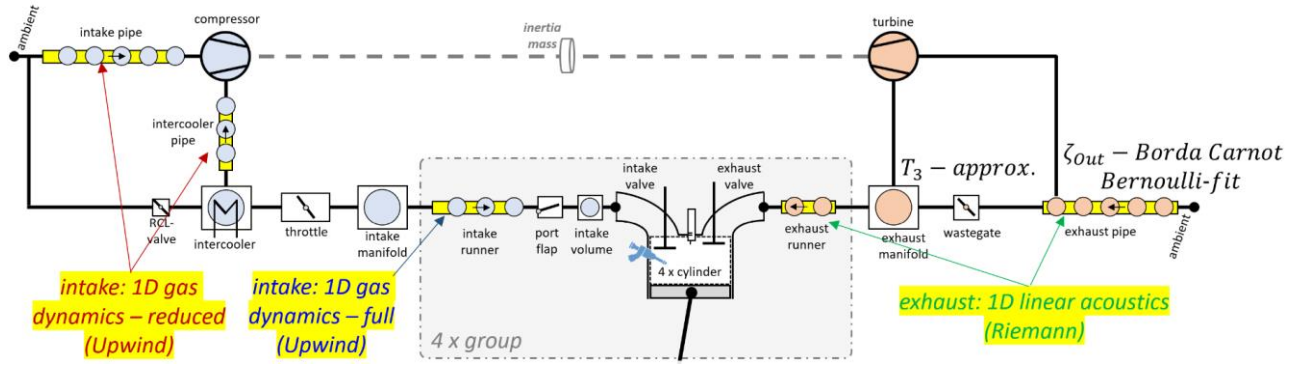 ambient
intake pipe
compressor
inertia
mass
turbine
intercooler
pipe
RCL-
valve
intercooler
throttle
intake
manifold
intake
runner
port
flap
intake
volume
intake
valve
exhaust
valve
4 x cylinder
exhaust
runner
exhaust
manifold
T₃ − approx.
wastegate
ζ_Out − Borda Carnot
Bernoulli-fit
exhaust pipe
ambient
intake: 1D gas
dynamics – reduced
(Upwind)
intake: 1D gas
dynamics – full
(Upwind)
4 x group
exhaust: 1D linear acoustics
(Riemann)